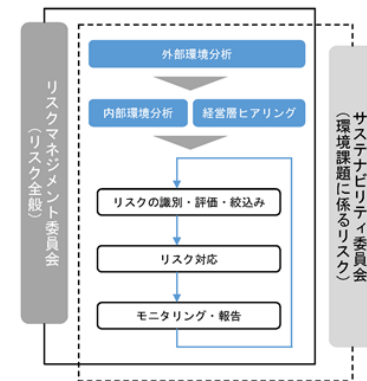 外部環境分析
内部環境分析
経営層ヒアリング
リスクの識別・評価・絞込み
リスク対応
モニタリング・報告
リスクマネジメント委員会
（リスク全般）
サステナビリティ委員会
（環境課題に係るリスク）